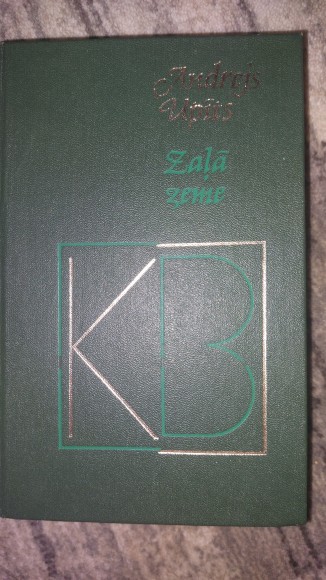 Andrejs
Upīts
Zaļā
zeme
KB